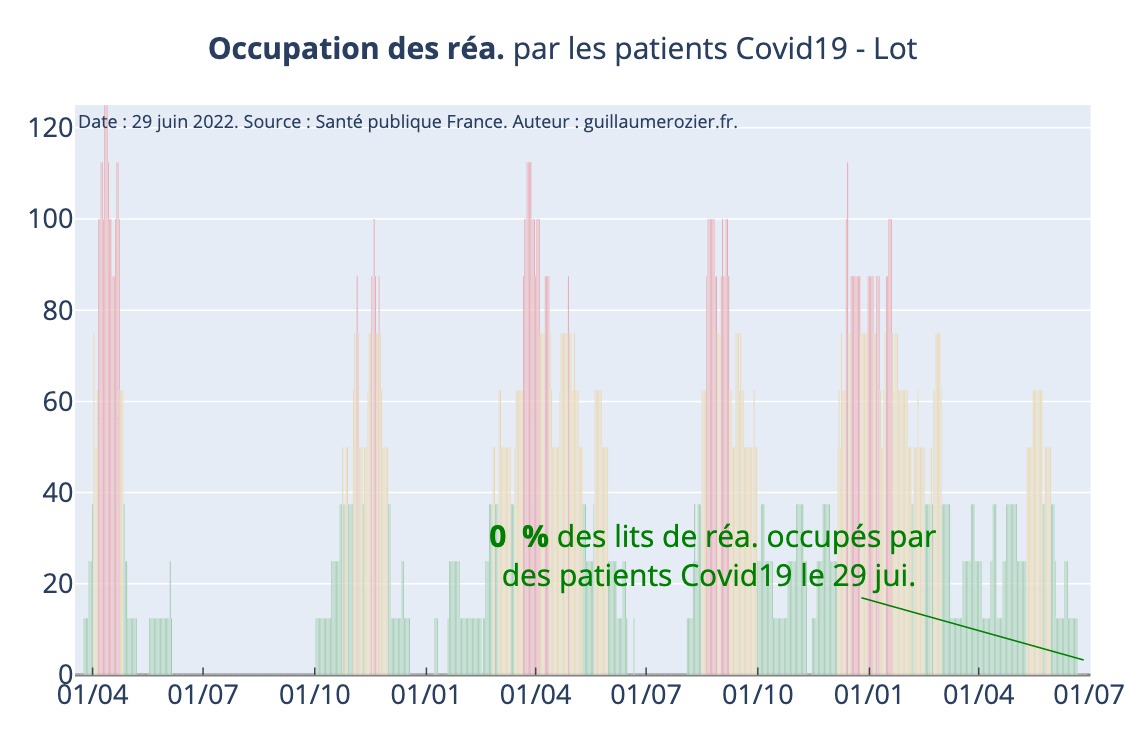 Occupation des réa. par les patients Covid19 - Lot
Date : 29 juin 2022. Source : Santé publique France. Auteur : guillaumerozier.fr.
120
100
80
60
40
20
0
0 % des lits de réa. occupés par
des patients Covid19 le 29 jui.
01/04 01/07 01/10 01/01 01/04 01/07 01/10 01/01 01/04 01/07